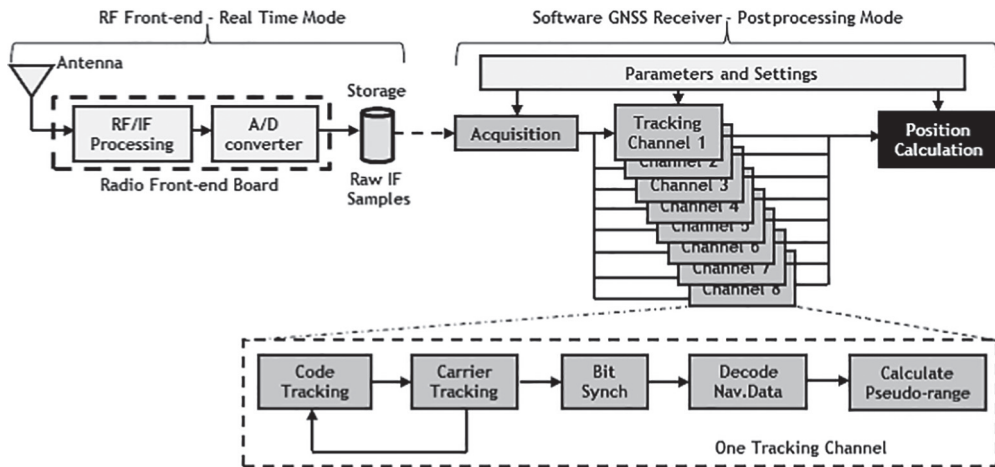 RF Front-end - Real Time Mode
Software GNSS Receiver - Postprocessing Mode
Antenna
Parameters and Settings
Storage
RF/IF
Processing
A/D
converter
Acquisition
Tracking
Channel 1
Channel 2
Channel 3
Channel 4
Channel 5
Channel 6
Channel 7
Channel 8
Position
Calculation
Radio Front-end Board
Raw IF
Samples
Code
Tracking
Carrier
Tracking
Bit
Synch
Decode
Nav.Data
Calculate
Pseudo-range
One Tracking Channel